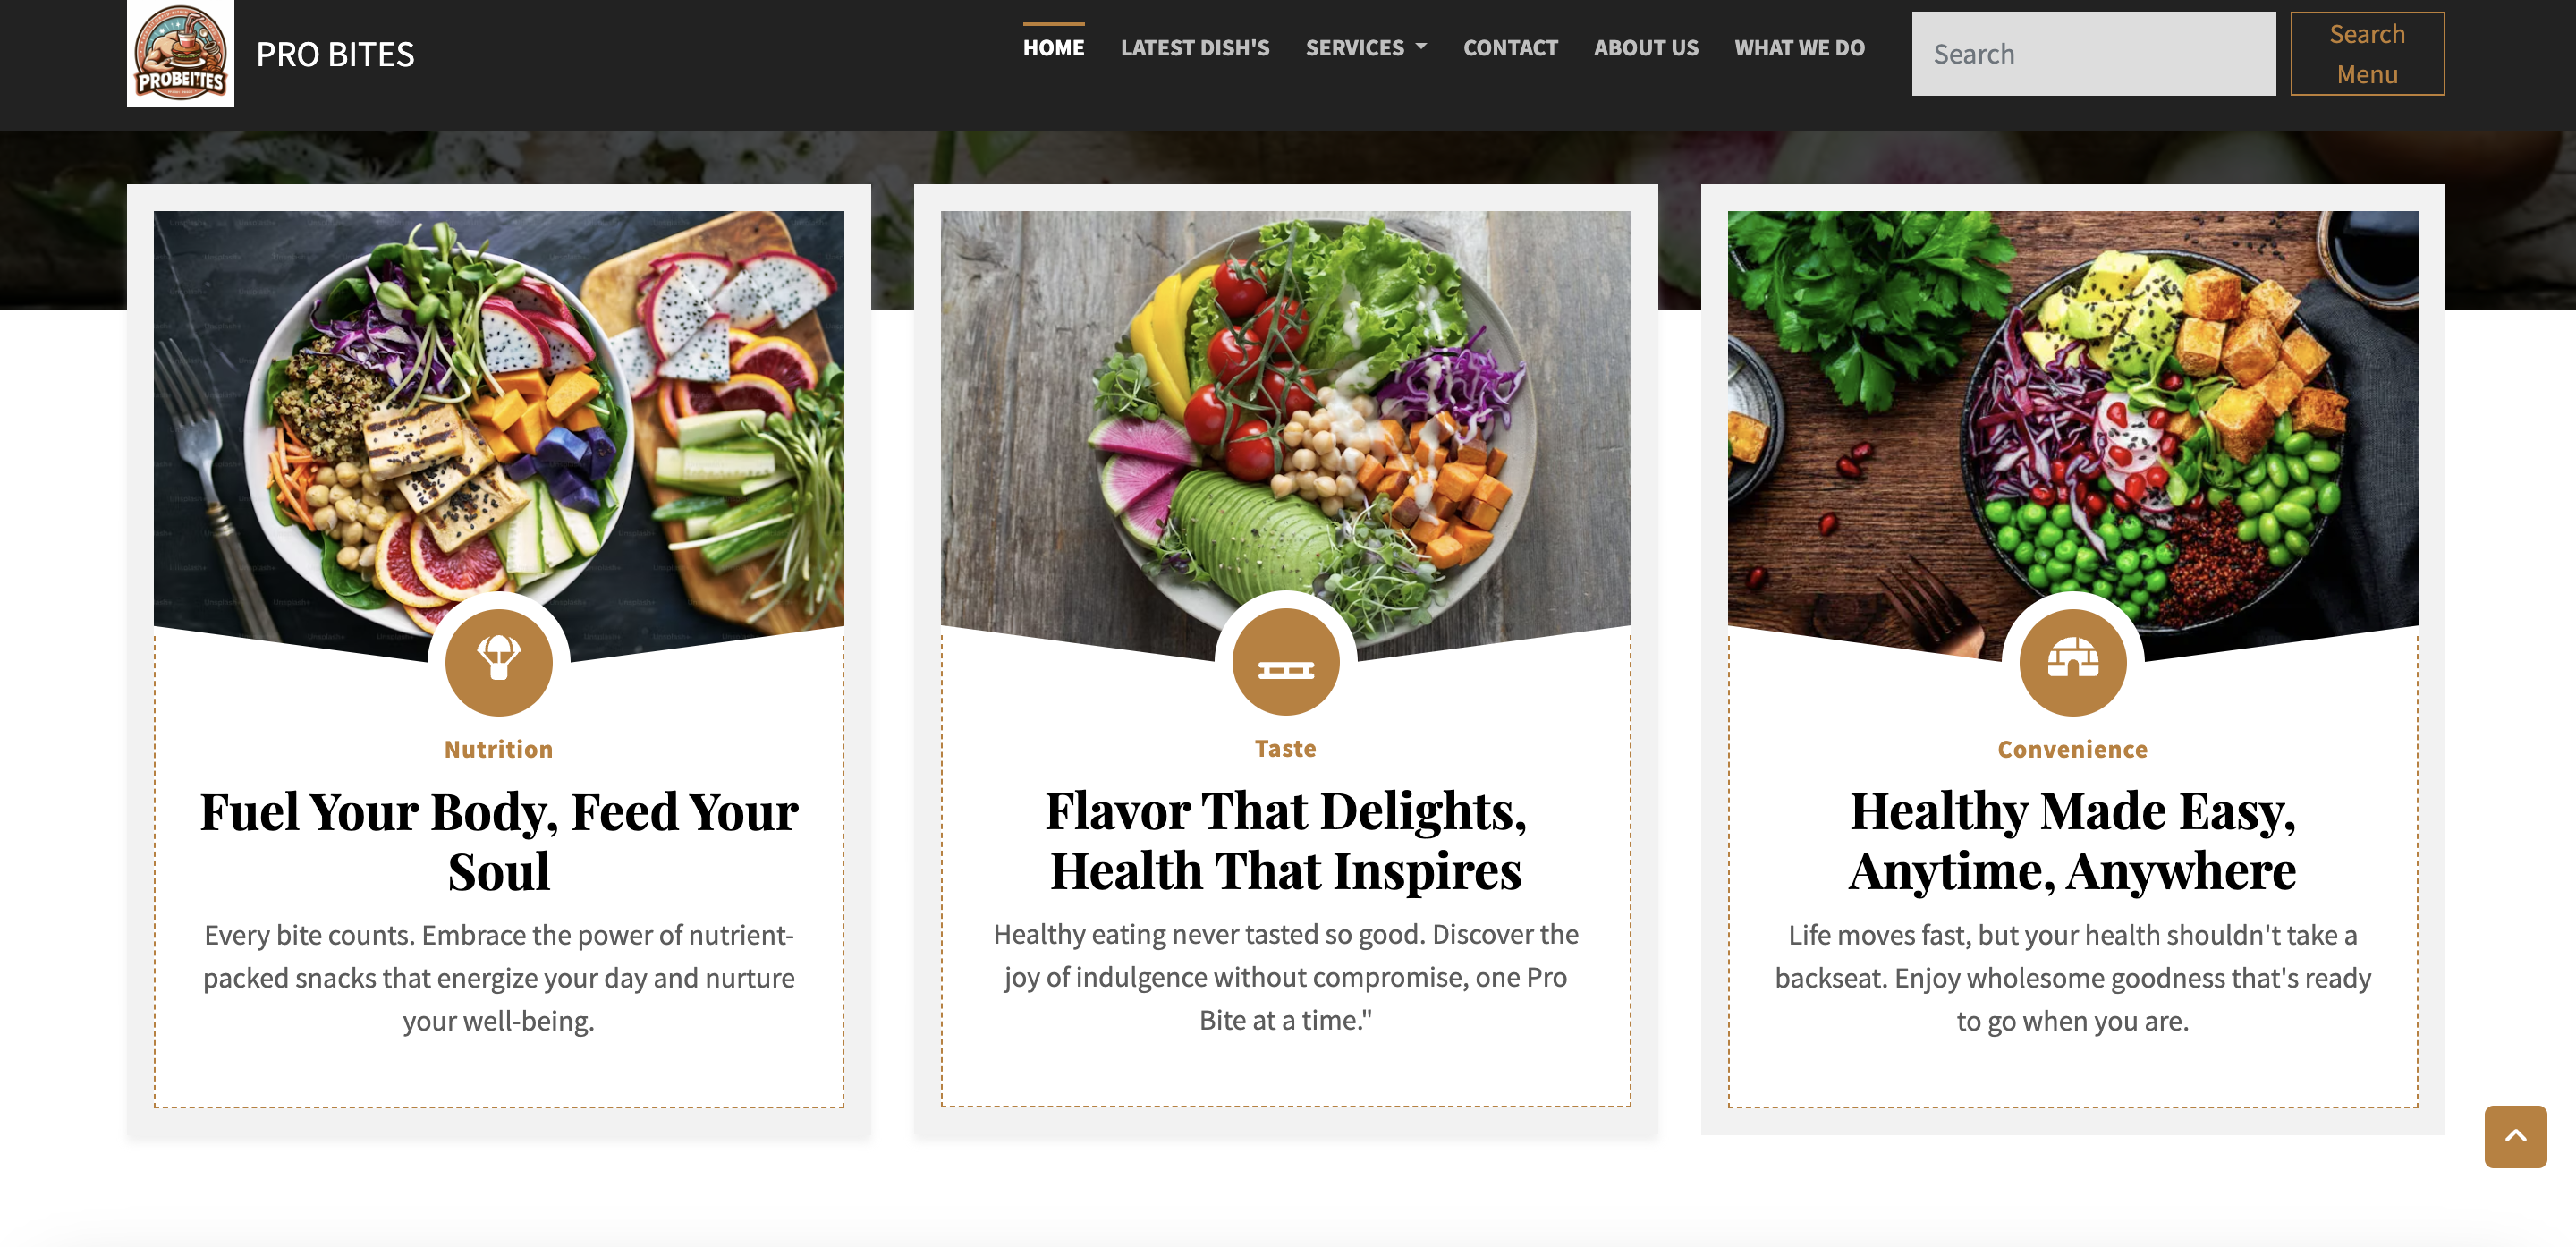 PROBEITIES
PRO BITES
HOME
LATEST DISH'S
SERVICES
CONTACT
ABOUT US
WHAT WE DO
Search
Search
Menu
Nutrition
Fuel Your Body, Feed Your
Soul
Every bite counts. Embrace the power of nutrient-
packed snacks that energize your day and nurture
your well-being.
Taste
Flavor That Delights,
Health That Inspires
Healthy eating never tasted so good. Discover the
joy of indulgence without compromise, one Pro
Bite at a time."
Convenience
Healthy Made Easy,
Anytime, Anywhere
Life moves fast, but your health shouldn't take a
backseat. Enjoy wholesome goodness that's ready
to go when you are.